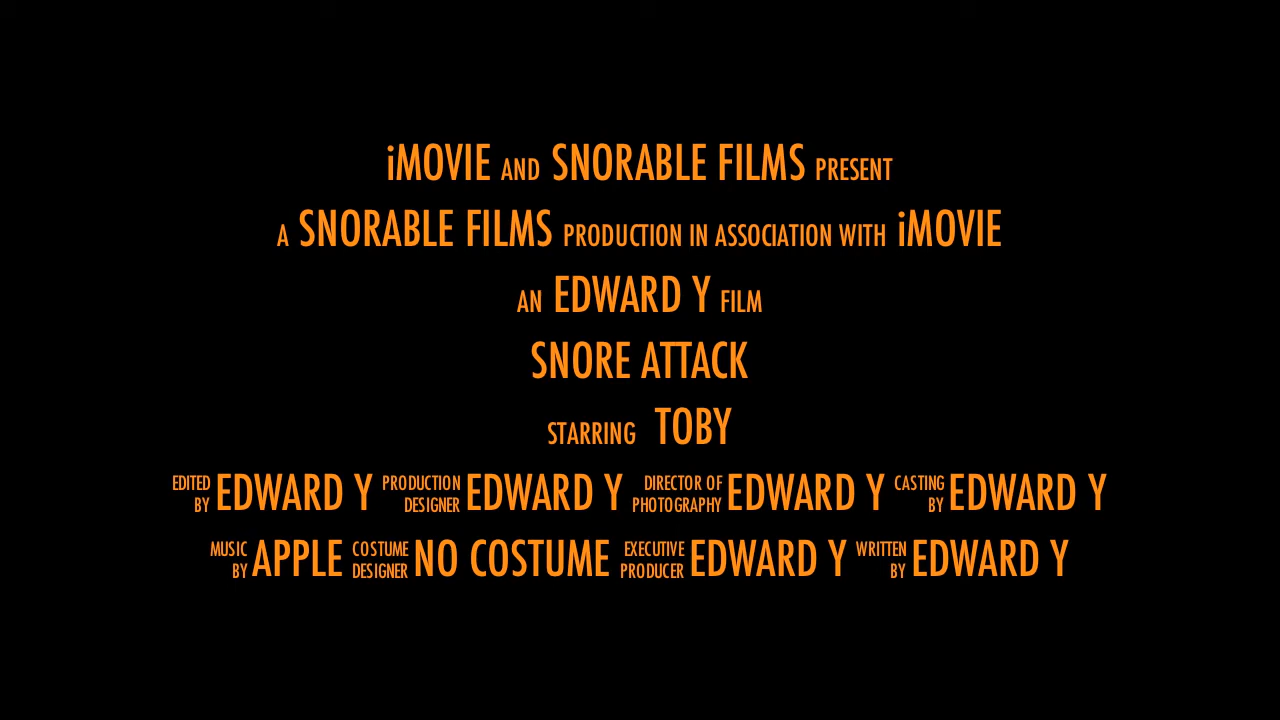 iMOVIE AND SNORABLE FILMS PRESENT
A SNORABLE FILMS PRODUCTION IN ASSOCIATION WITH iMOVIE
AN EDWARD Y FILM
SNORE ATTACK
STARRING TOBY
EDITED BY EDWARD Y PRODUCTION DESIGNER EDWARD Y DIRECTOR OF PHOTOGRAPHY EDWARD Y CASTING BY EDWARD Y
MUSIC BY APPLE COSTUME DESIGNER NO COSTUME EXECUTIVE PRODUCER EDWARD Y WRITTEN BY EDWARD Y